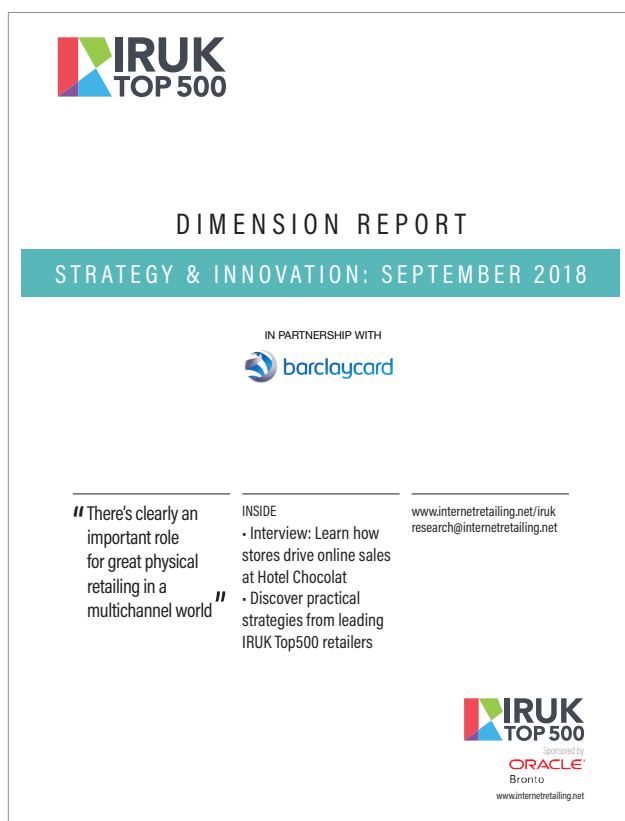 IRUK
TOP 500
DIMENSION REPORT
STRATEGY & INNOVATION: SEPTEMBER 2018
IN PARTNERSHIP WITH
barclaycard
"There's clearly an
important role
for great physical
retailing in a
multichannel world"
INSIDE
• Interview: Learn how
stores drive online sales
at Hotel Chocolat
• Discover practical
strategies from leading
IRUK Top500 retailers
www.internetretailing.net/iruk
research@internetretailing.net
IRUK
TOP 500
Sponsored by
ORACLE®
Bronto
www.internetretailing.net